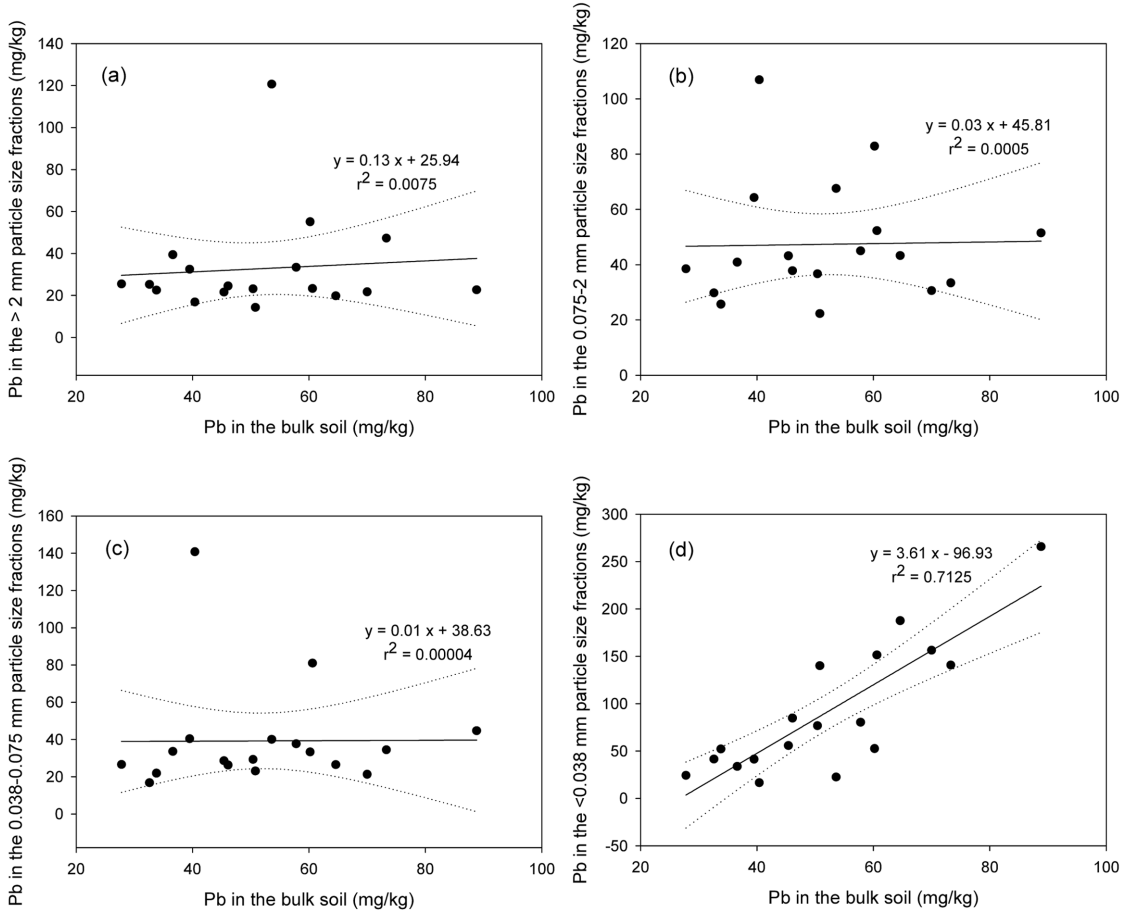 Pb in the > 2 mm particle size fractions (mg/kg)
140
120
100
80
60
40
20
0
(a)
y = 0.13 x + 25.94
r2 = 0.0075
20 40 60 80 100
Pb in the bulk soil (mg/kg)
Pb in the 0.075-2 mm particle size fractions (mg/kg)
120
100
80
60
40
20
0
(b)
y = 0.03 x + 45.81
r2 = 0.0005
20 40 60 80 100
Pb in the bulk soil (mg/kg)
Pb in the 0.038-0.075 mm particle size fractions (mg/kg)
160
140
120
100
80
60
40
20
0
(c)
y = 0.01 x + 38.63
r2 = 0.00004
20 40 60 80 100
Pb in the bulk soil (mg/kg)
Pb in the <0.038 mm particle size fractions (mg/kg)
300
250
200
150
100
50
0
-50
(d)
y = 3.61 x - 96.93
r2 = 0.7125
20 40 60 80 100
Pb in the bulk soil (mg/kg)